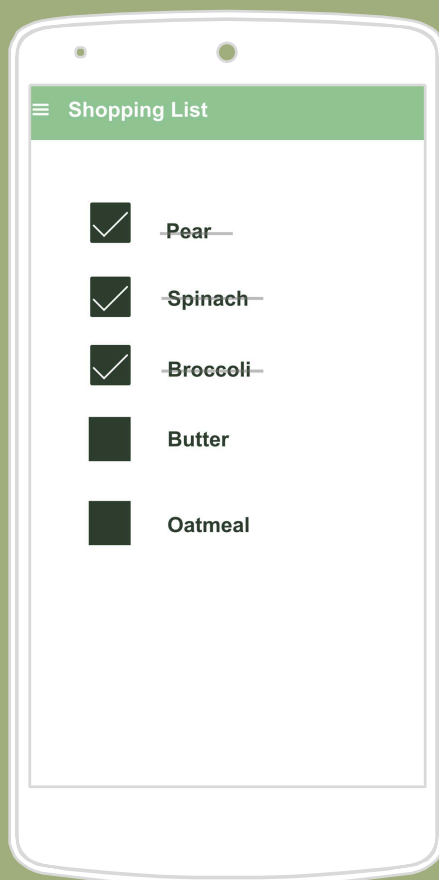 Shopping List
Pear
Spinach
Broccoli
Butter
Oatmeal